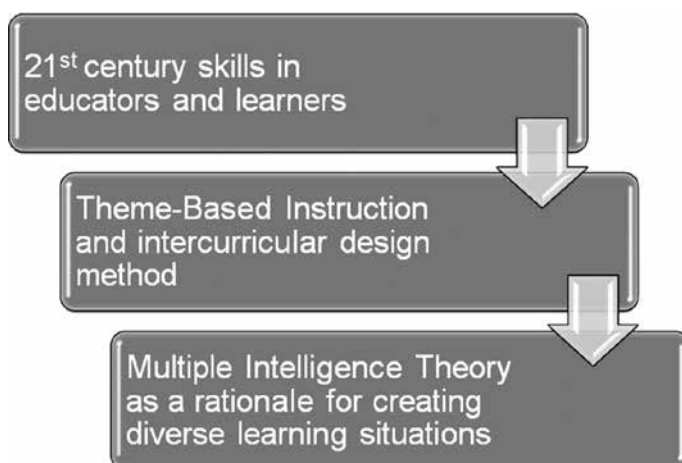 21st century skills in
educators and learners
Theme-Based Instruction
and intercurricular design
method
Multiple Intelligence Theory
as a rationale for creating
diverse learning situations